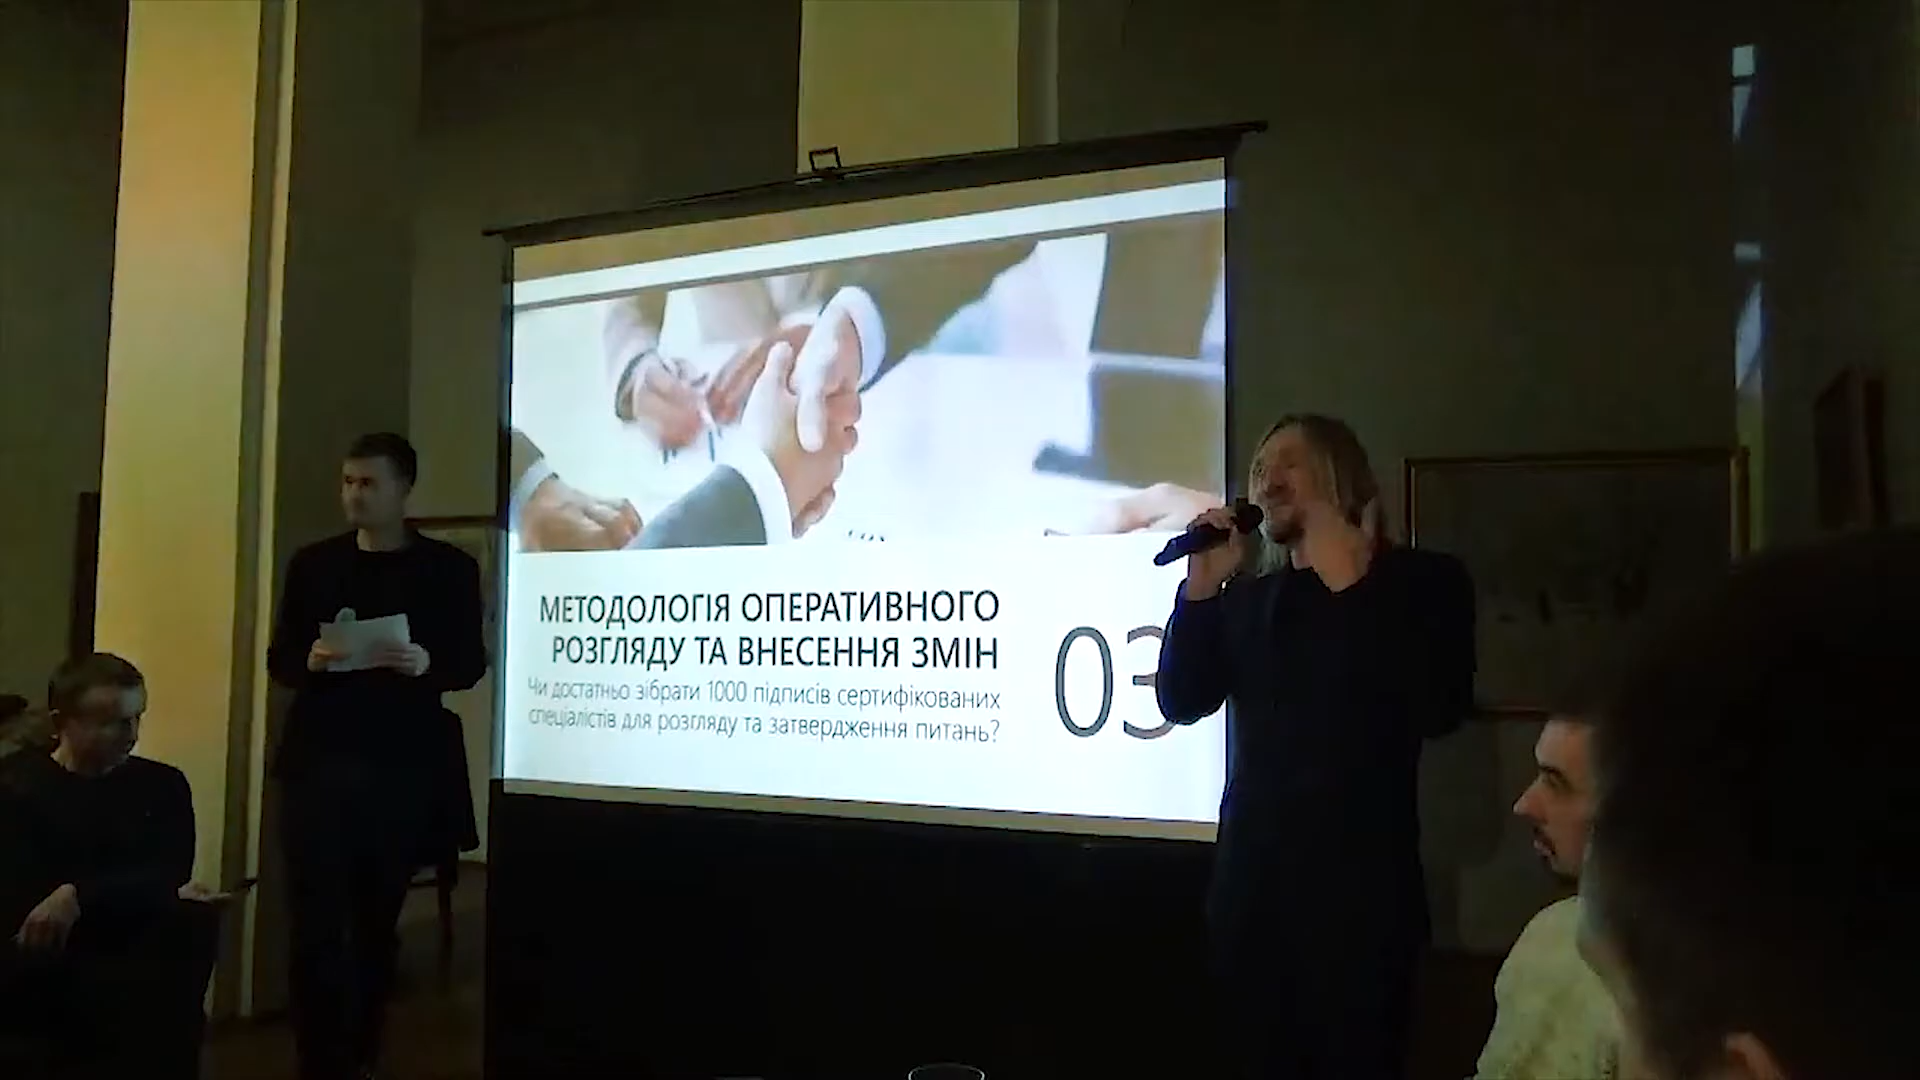 МЕТОДОЛОГІЯ ОПЕРАТИВНОГО
РОЗГЛЯДУ ТА ВНЕСЕННЯ ЗМІН
Чи достатньо зібрати 1000 підписів сертифікованих
спеціалістів для розгляду та затвердження питань?
03